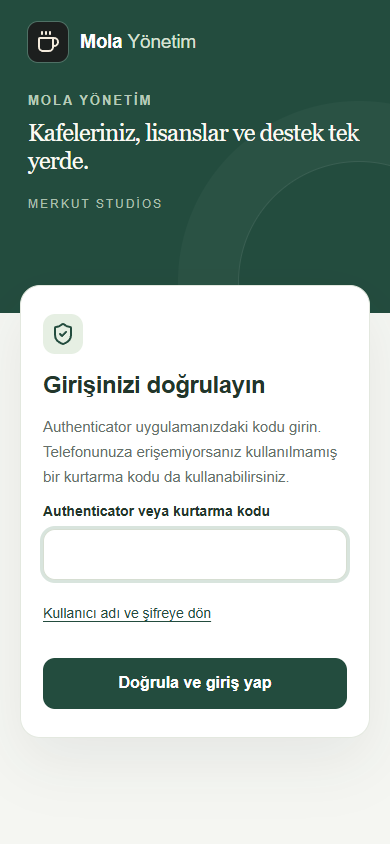 Mola Yönetim
MOLA YÖNETİM
Kafeleriniz, lisanslar ve destek tek
yerde.
MERKUT STUDİOS
Girişinizi doğrulayın
Authenticator uygulamanızdaki kodu girin.
Telefonunuza erişemiyorsanız kullanılmamış
bir kurtarma kodu da kullanabilirsiniz.
Authenticator veya kurtarma kodu
Kullanıcı adı ve şifreye dön
Doğrula ve giriş yap